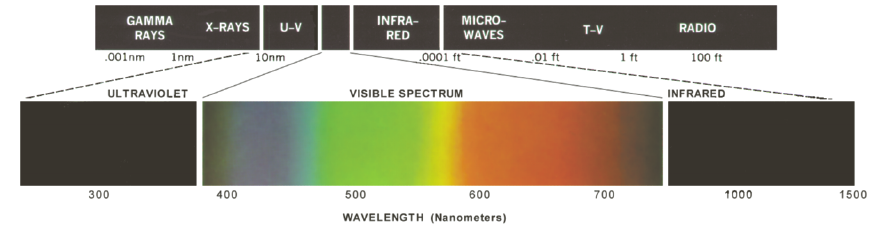 GAMMA RAYS X-RAYS U-V INFRA-RED MICRO-WAVES T-V RADIO
.001nm 1nm 10nm .0001 ft .01 ft 1 ft 100 ft
ULTRAVIOLET VISIBLE SPECTRUM INFRARED
300 400 500 600 700 1000 1500
WAVELENGTH (Nanometers)